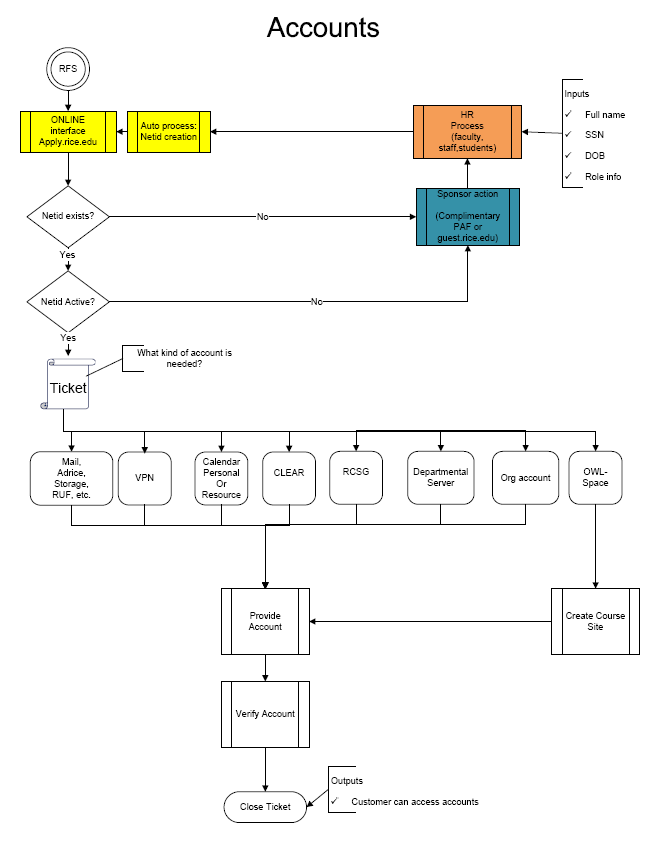 Accounts
RFS
ONLINE
interface
Apply.rice.edu
Auto process:
Netid creation
HR
Process
(faculty,
staff,students)
Inputs
✓ Full name
✓ SSN
✓ DOB
✓ Role info
Netid exists?
No
Sponsor action
(Complimentary
PAF or
guest.rice.edu)
Yes
Netid Active?
No
Yes
Ticket
What kind of account is
needed?
Mail,
Adrice,
Storage,
RUF, etc.
VPN
Calendar
Personal
Or
Resource
CLEAR
RCSG
Departmental
Server
Org account
OWL-
Space
Provide
Account
Create Course
Site
Verify Account
Close Ticket
Outputs
✓ Customer can access accounts